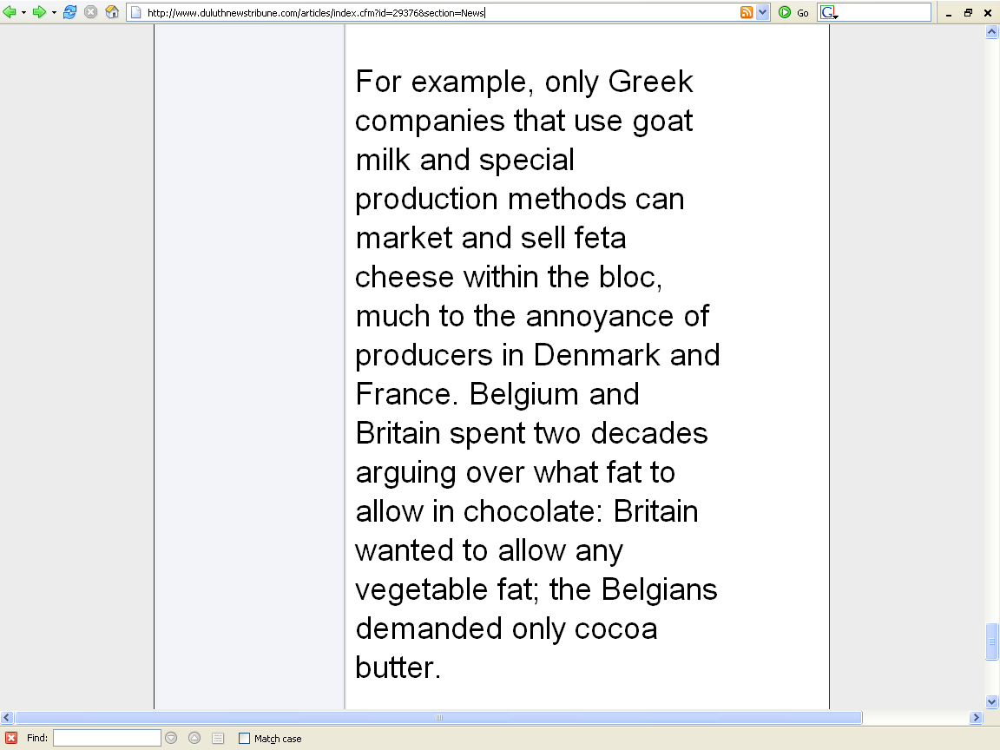 http://www.duluthnewstribune.com/articles/index.cfm?id=29376&section=News
Go
G
For example, only Greek
companies that use goat
milk and special
production methods can
market and sell feta
cheese within the bloc,
much to the annoyance of
producers in Denmark and
France. Belgium and
Britain spent two decades
arguing over what fat to
allow in chocolate: Britain
wanted to allow any
vegetable fat; the Belgians
demanded only cocoa
butter.
Find:
Match case